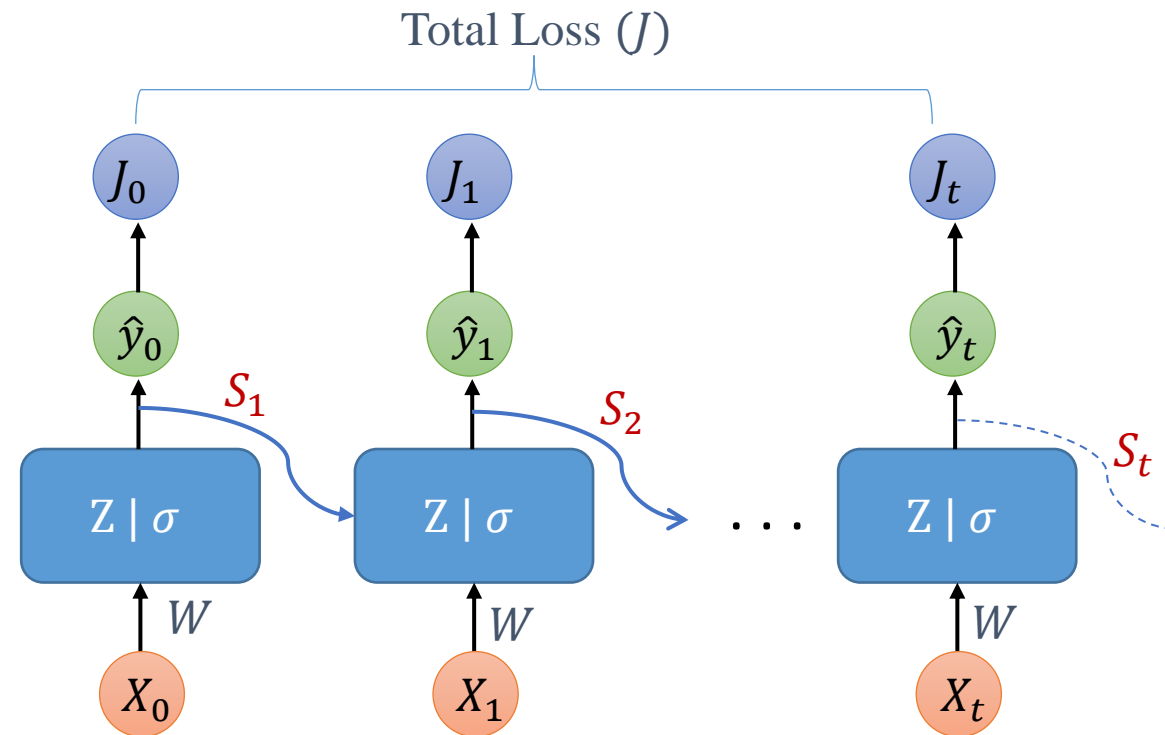 Total Loss (J)
J₀ J₁ Jₜ
ŷ₀ ŷ₁ ŷₜ
S₁ S₂ Sₜ
Z | σ Z | σ . . . Z | σ
W W W
X₀ X₁ Xₜ